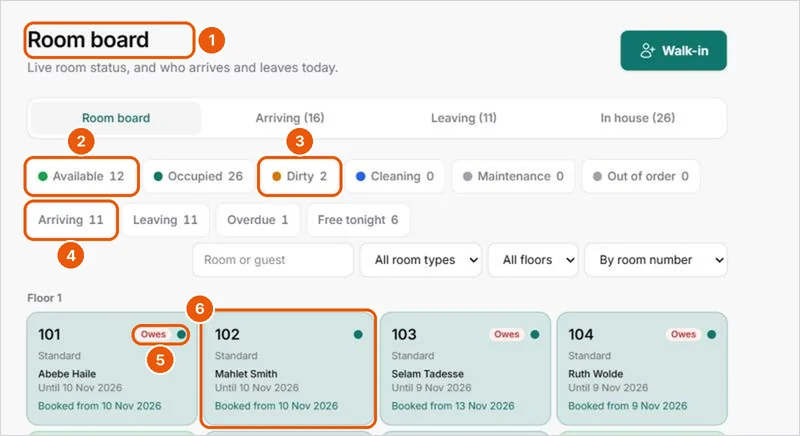 Room board
1
Walk-in
Live room status, and who arrives and leaves today.
Room board
Arriving (16)
Leaving (11)
In house (26)
2
3
Available 12
Occupied 26
Dirty 2
Cleaning 0
Maintenance 0
Out of order 0
Arriving 11
Leaving 11
Overdue 1
Free tonight 6
4
Room or guest
All room types
All floors
By room number
Floor 1
6
101
Owes
5
Standard
Abebe Haile
Until 10 Nov 2026
Booked from 10 Nov 2026
102
Standard
Mahlet Smith
Until 10 Nov 2026
Booked from 10 Nov 2026
103
Owes
Standard
Selam Tadesse
Until 9 Nov 2026
Booked from 13 Nov 2026
104
Owes
Standard
Ruth Wolde
Until 9 Nov 2026
Booked from 10 Nov 2026